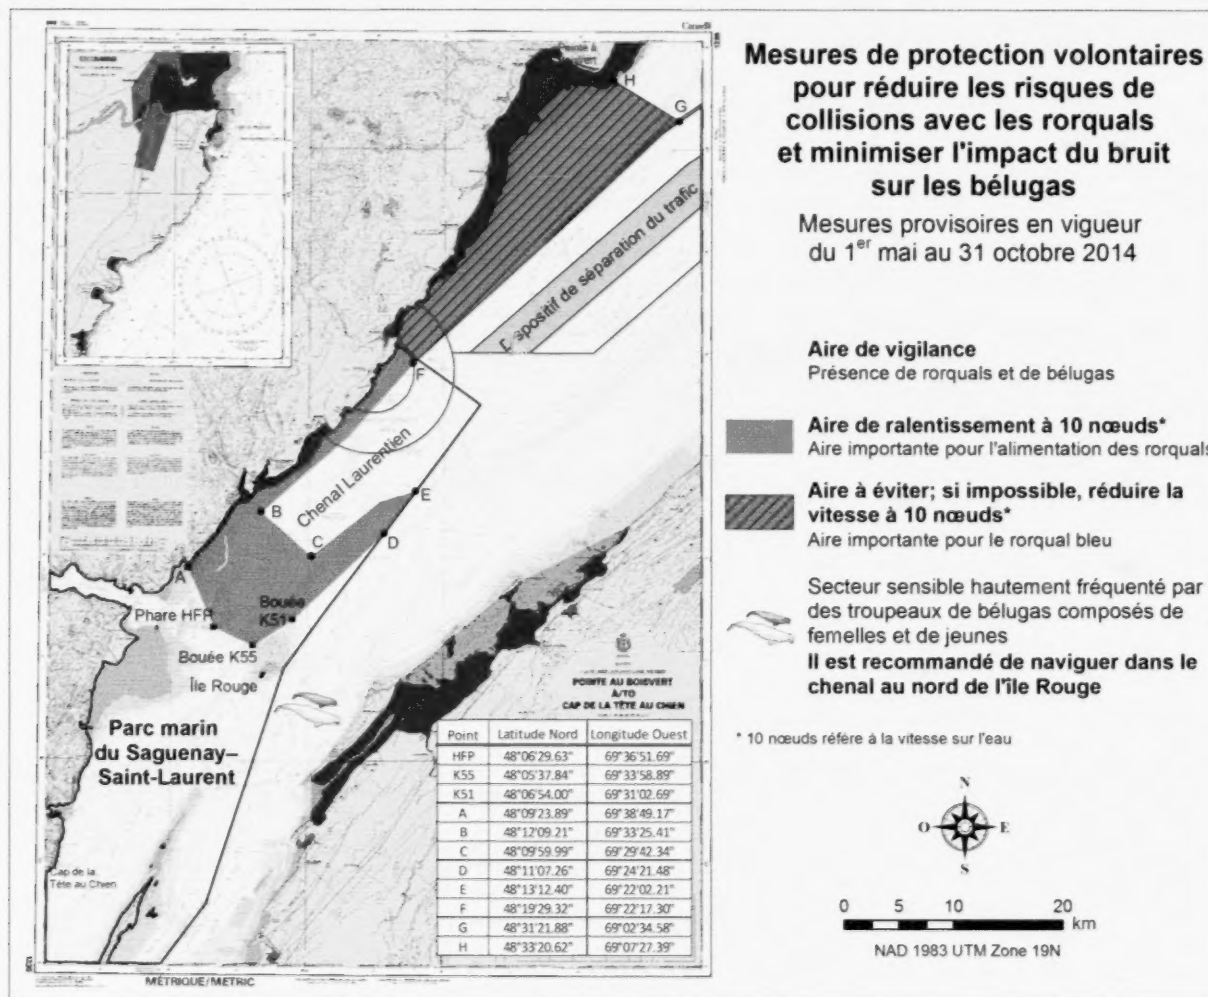 Canada
Pointe à
H
G
Dispositif de séparation du trafic
F
Chenal Laurentien
B
E
C
D
A
Phare HFP
Bouée
K51
Bouée K55
Île Rouge
Parc marin
du Saguenay–
Saint-Laurent
Cap de la
Tête au Chien
POINTE AU BOISVERT
À/TO
CAP DE LA TÊTE AU CHIEN
Point Latitude Nord Longitude Ouest
HFP 48°06'29.63" 69°36'51.69"
K55 48°05'37.84" 69°33'58.89"
K51 48°06'54.00" 69°31'02.69"
A 48°09'23.89" 69°38'49.17"
B 48°12'09.21" 69°33'25.41"
C 48°09'59.99" 69°29'42.34"
D 48°11'07.26" 69°24'21.48"
E 48°13'12.40" 69°22'02.21"
F 48°19'29.32" 69°22'17.30"
G 48°31'21.88" 69°02'34.58"
H 48°33'20.62" 69°07'27.39"
MÉTRIQUE/METRIC
Mesures de protection volontaires
pour réduire les risques de
collisions avec les rorquals
et minimiser l'impact du bruit
sur les bélugas
Mesures provisoires en vigueur
du 1er mai au 31 octobre 2014
Aire de vigilance
Présence de rorquals et de bélugas
Aire de ralentissement à 10 nœuds*
Aire importante pour l'alimentation des rorquals
Aire à éviter; si impossible, réduire la
vitesse à 10 nœuds*
Aire importante pour le rorqual bleu
Secteur sensible hautement fréquenté par
des troupeaux de bélugas composés de
femelles et de jeunes
Il est recommandé de naviguer dans le
chenal au nord de l'île Rouge
* 10 nœuds réfère à la vitesse sur l'eau
N
O E
S
0 5 10 20
km
NAD 1983 UTM Zone 19N